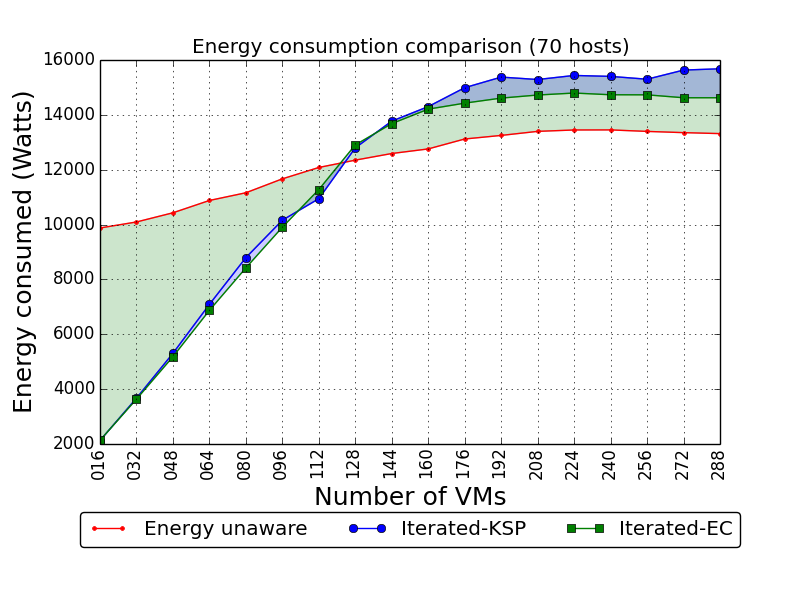 Energy consumption comparison (70 hosts)
Energy consumed (Watts)
16000
14000
12000
10000
8000
6000
4000
2000
016 032 048 064 080 096 112 128 144 160 176 192 208 224 240 256 272 288
Number of VMs
Energy unaware Iterated-KSP Iterated-EC